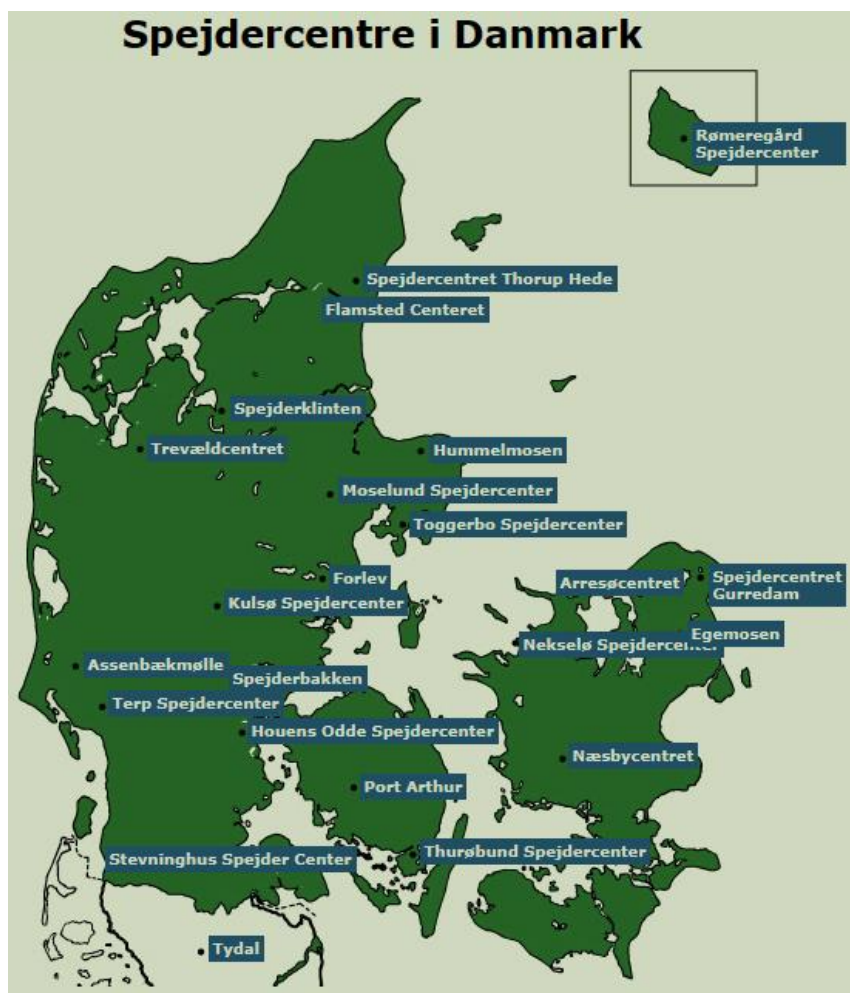 Spejdercentre i Danmark
Rømeregård
Spejdercenter
Spejdercentret Thorup Hede
Flamsted Centeret
Spejderklinten
Trevældcentret
Hummelmosen
Moselund Spejdercenter
Toggerbo Spejdercenter
Forlev
Arresøcentret
Spejdercentret
Gurredam
Kulsø Spejdercenter
Egemosen
Nekselø Spejdercenter
Assenbækmølle
Spejderbakken
Terp Spejdercenter
Houens Odde Spejdercenter
Næsbycentret
Port Arthur
Stevninghus Spejder Center
Thurøbund Spejdercenter
Tydal